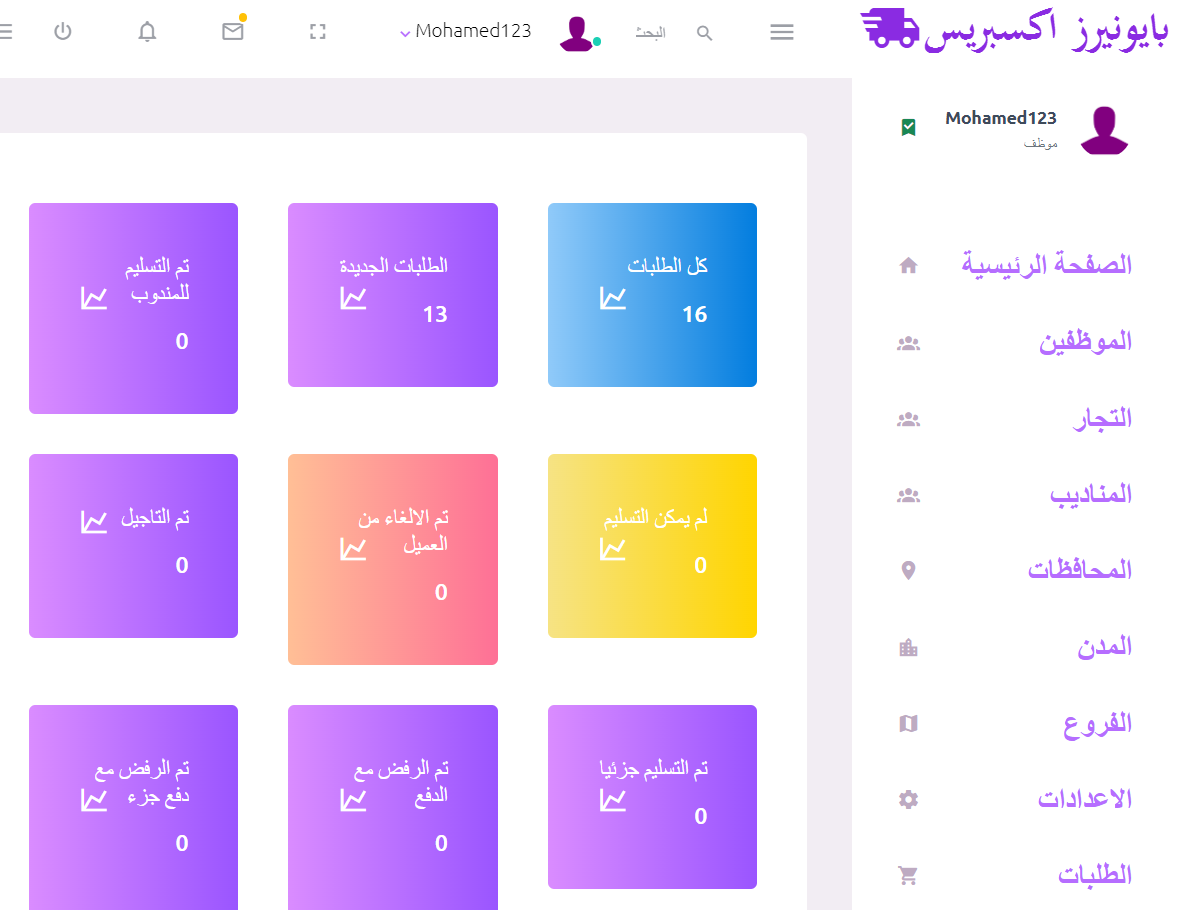 بايونيرز اكسبريس
البحث
Mohamed123
Mohamed123
موظف
الصفحة الرئيسية
الموظفين
التجار
المناديب
المحافظات
المدن
الفروع
الاعدادات
الطلبات
كل الطلبات
16
الطلبات الجديدة
13
تم التسليم
للمندوب
0
لم يمكن التسليم
0
تم الالغاء من
العميل
0
تم التاجيل
0
تم التسليم جزئيا
0
تم الرفض مع
الدفع
0
تم الرفض مع
دفع جزء
0